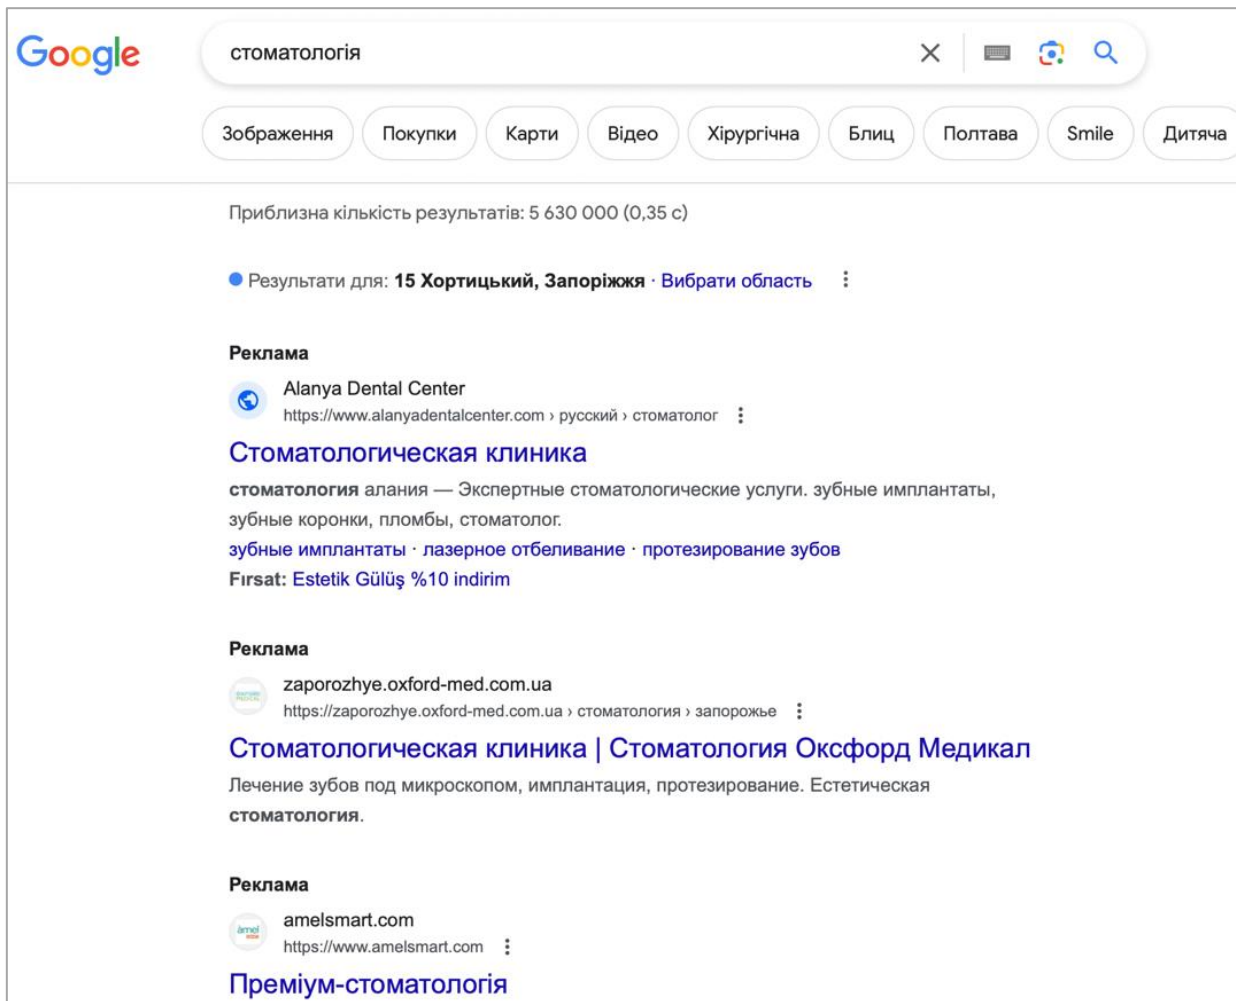 Google
стоматологія
Зображення Покупки Карти Відео Хірургічна Блиц Полтава Smile Дитяча
Приблизна кількість результатів: 5 630 000 (0,35 с)
Результати для: 15 Хортицький, Запоріжжя · Вибрати область
Реклама
Alanya Dental Center
https://www.alanyadentalcenter.com › русский › стоматолог
Стоматологическая клиника
стоматология алания — Экспертные стоматологические услуги. зубные имплантаты,
зубные коронки, пломбы, стоматолог.
зубные имплантаты · лазерное отбеливание · протезирование зубов
Fırsat: Estetik Gülüş %10 indirim
Реклама
zaporozhye.oxford-med.com.ua
https://zaporozhye.oxford-med.com.ua › стоматология › запорожье
Стоматологическая клиника | Стоматология Оксфорд Медикал
Лечение зубов под микроскопом, имплантация, протезирование. Естетическая
стоматология.
Реклама
amel
amelsmart.com
https://www.amelsmart.com
Преміум-стоматологія